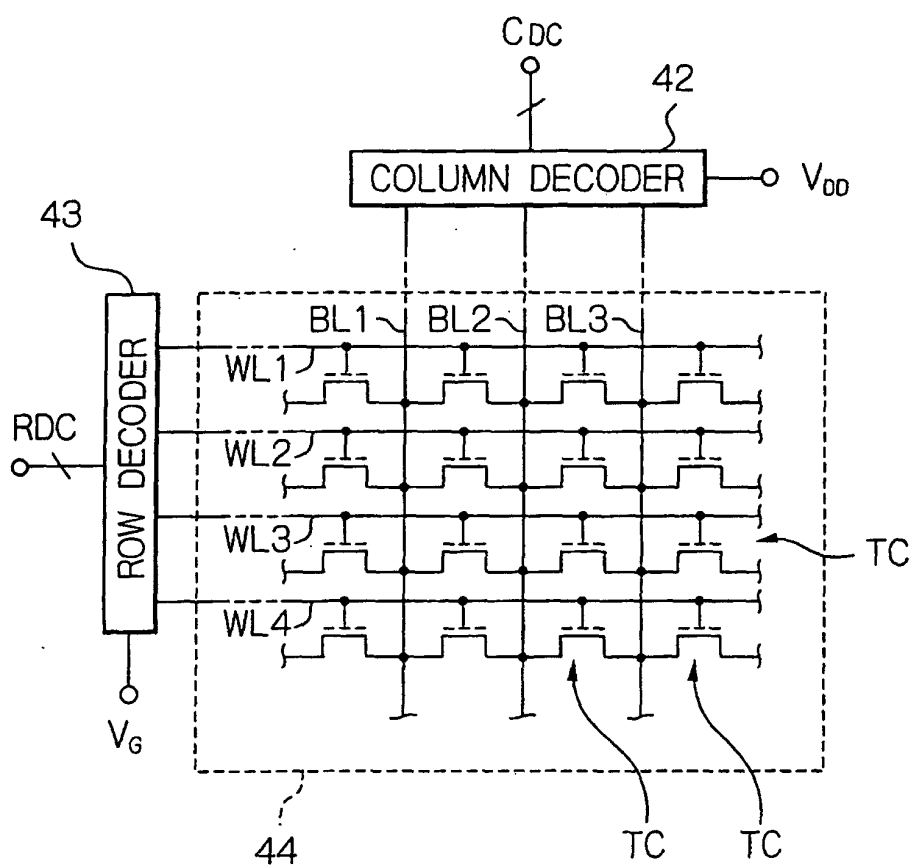 CDC
42
COLUMN DECODER
VDD
43
ROW DECODER
RDC
VG
BL1 BL2 BL3
WL1
WL2
WL3
WL4
TC
44
TC TC